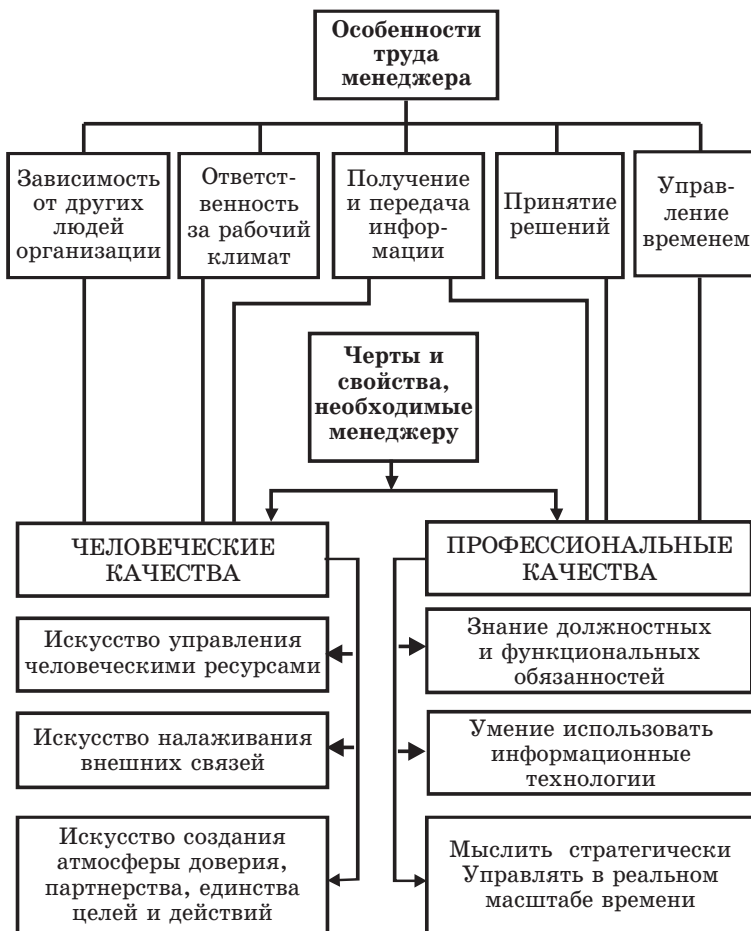 Особенности
труда
менеджера
Зависимость
от других
людей
организации
Ответст-
венность
за рабочий
климат
Получение
и передача
инфор-
мации
Принятие
решений
Управ-
ление
временем
Черты и
свойства,
необходимые
менеджеру
ЧЕЛОВЕЧЕСКИЕ
КАЧЕСТВА
ПРОФЕССИОНАЛЬНЫЕ
КАЧЕСТВА
Искусство управления
человеческими ресурсами
Искусство налаживания
внешних связей
Искусство создания
атмосферы доверия,
партнерства, единства
целей и действий
Знание должностных
и функциональных
обязанностей
Умение использовать
информационные
технологии
Мыслить стратегически
Управлять в реальном
масштабе времени